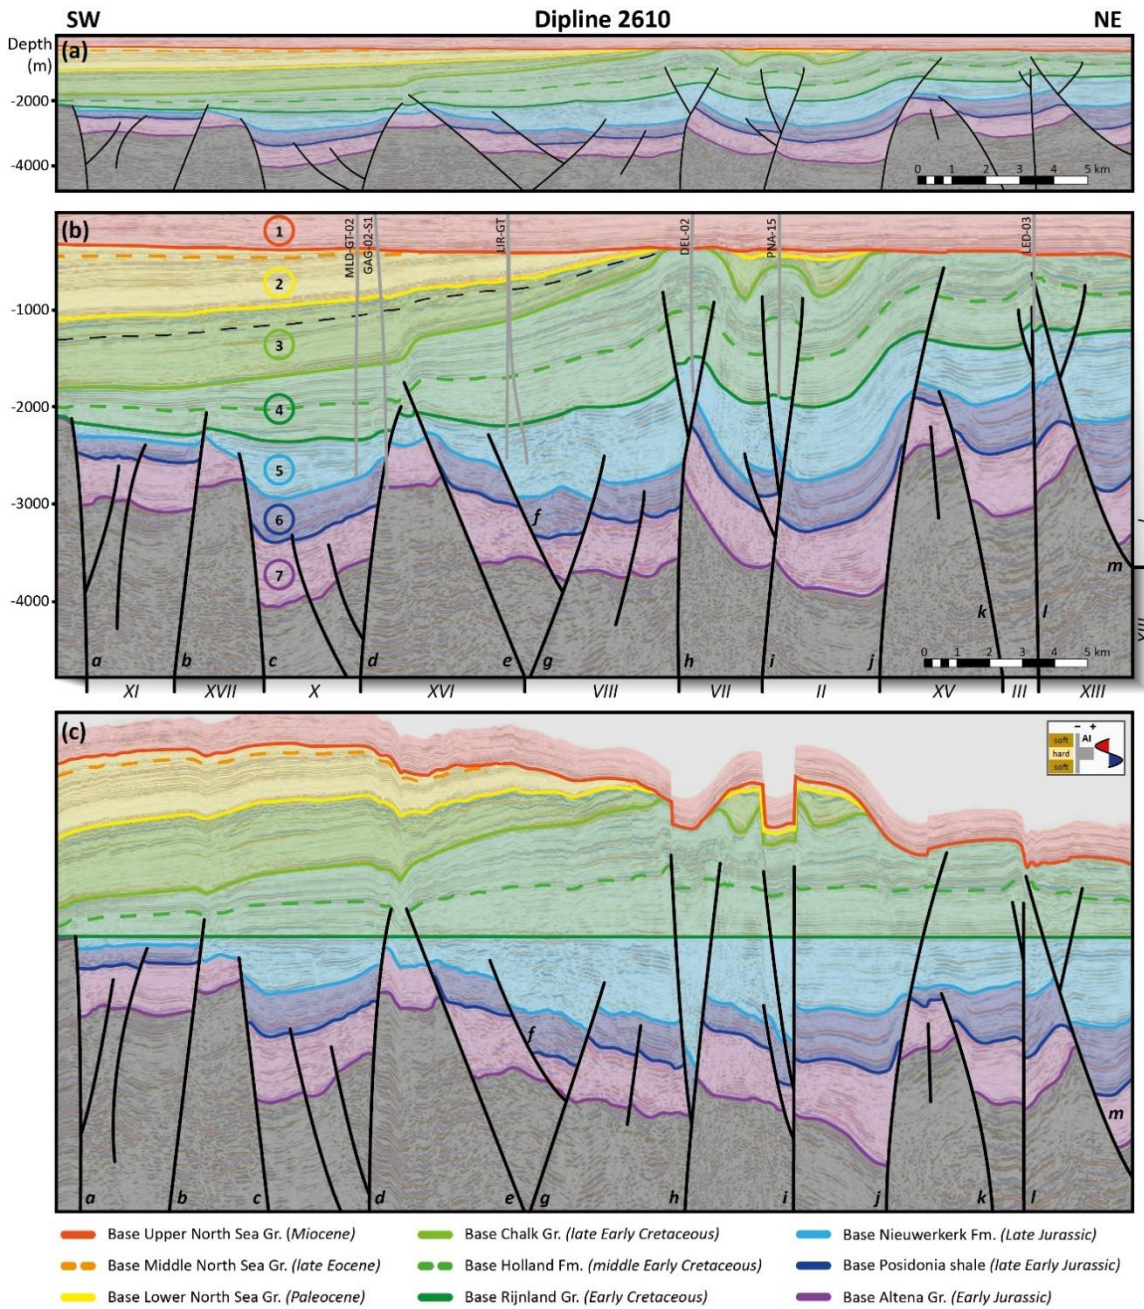 SW
Dipline 2610
NE
Depth
(m)
(a)
-2000
-4000
0 1 2 3 4 5 km
(b)
1
MLD-GT-02
GAG-02-S1
LIR-GT
DEL-02
PNA-15
LED-03
2
-1000
3
4
-2000
5
-3000
6
f
7
m
-4000
0 1 2 3 4 5 km
a b c d e g h i j k l
XI XVII X XVI VIII VII II XV III XIII
(c)
- +
soft AI
hard
soft
f
m
a b c d e g h i j k l
Base Upper North Sea Gr. (Miocene)
Base Chalk Gr. (late Early Cretaceous)
Base Nieuwerkerk Fm. (Late Jurassic)
Base Middle North Sea Gr. (late Eocene)
Base Holland Fm. (middle Early Cretaceous)
Base Posidonia shale (late Early Jurassic)
Base Lower North Sea Gr. (Paleocene)
Base Rijnland Gr. (Early Cretaceous)
Base Altena Gr. (Early Jurassic)